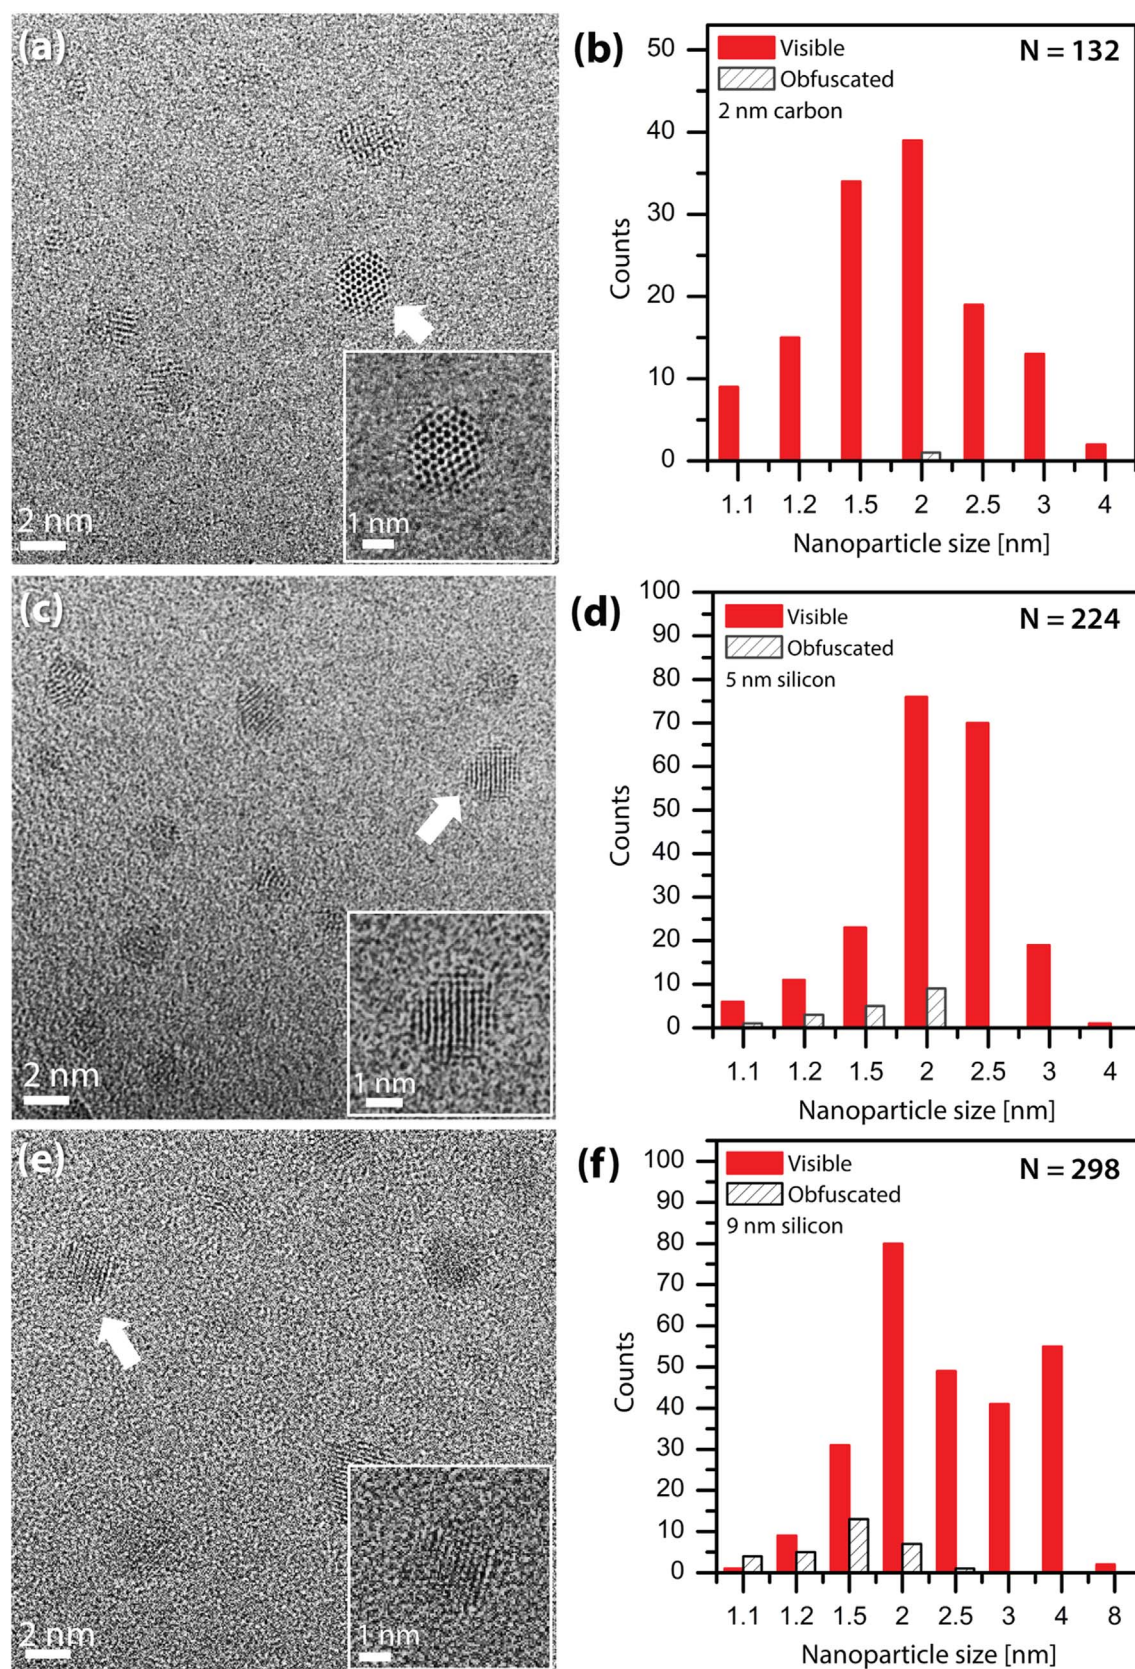 (a)
2 nm
1 nm
(b)
Visible
Obfuscated
2 nm carbon
N = 132
50
40
30
20
10
0
Counts
1.1 1.2 1.5 2 2.5 3 4
Nanoparticle size [nm]
(c)
2 nm
1 nm
(d)
Visible
Obfuscated
5 nm silicon
N = 224
100
90
80
70
60
50
40
30
20
10
0
Counts
1.1 1.2 1.5 2 2.5 3 4
Nanoparticle size [nm]
(e)
2 nm
1 nm
(f)
Visible
Obfuscated
9 nm silicon
N = 298
100
90
80
70
60
50
40
30
20
10
0
Counts
1.1 1.2 1.5 2 2.5 3 4 8
Nanoparticle size [nm]